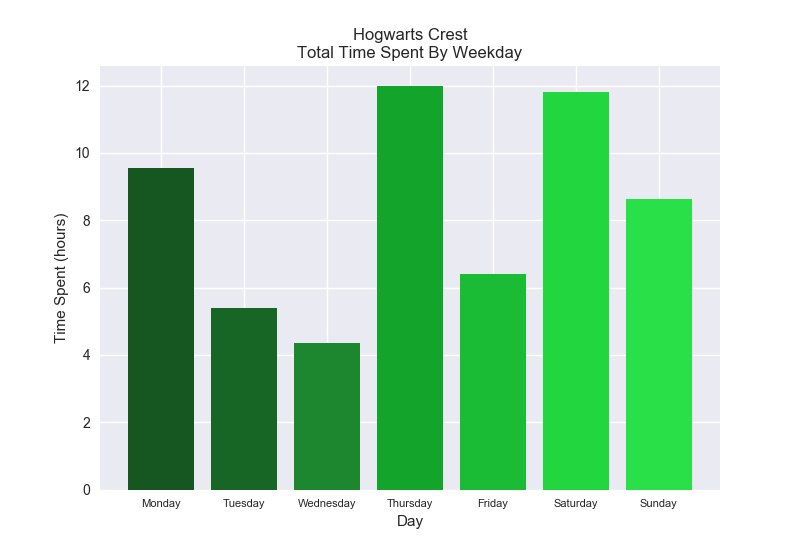 Hogwarts Crest
Total Time Spent By Weekday
Time Spent (hours)
12
10
8
6
4
2
0
Monday Tuesday Wednesday Thursday Friday Saturday Sunday
Day